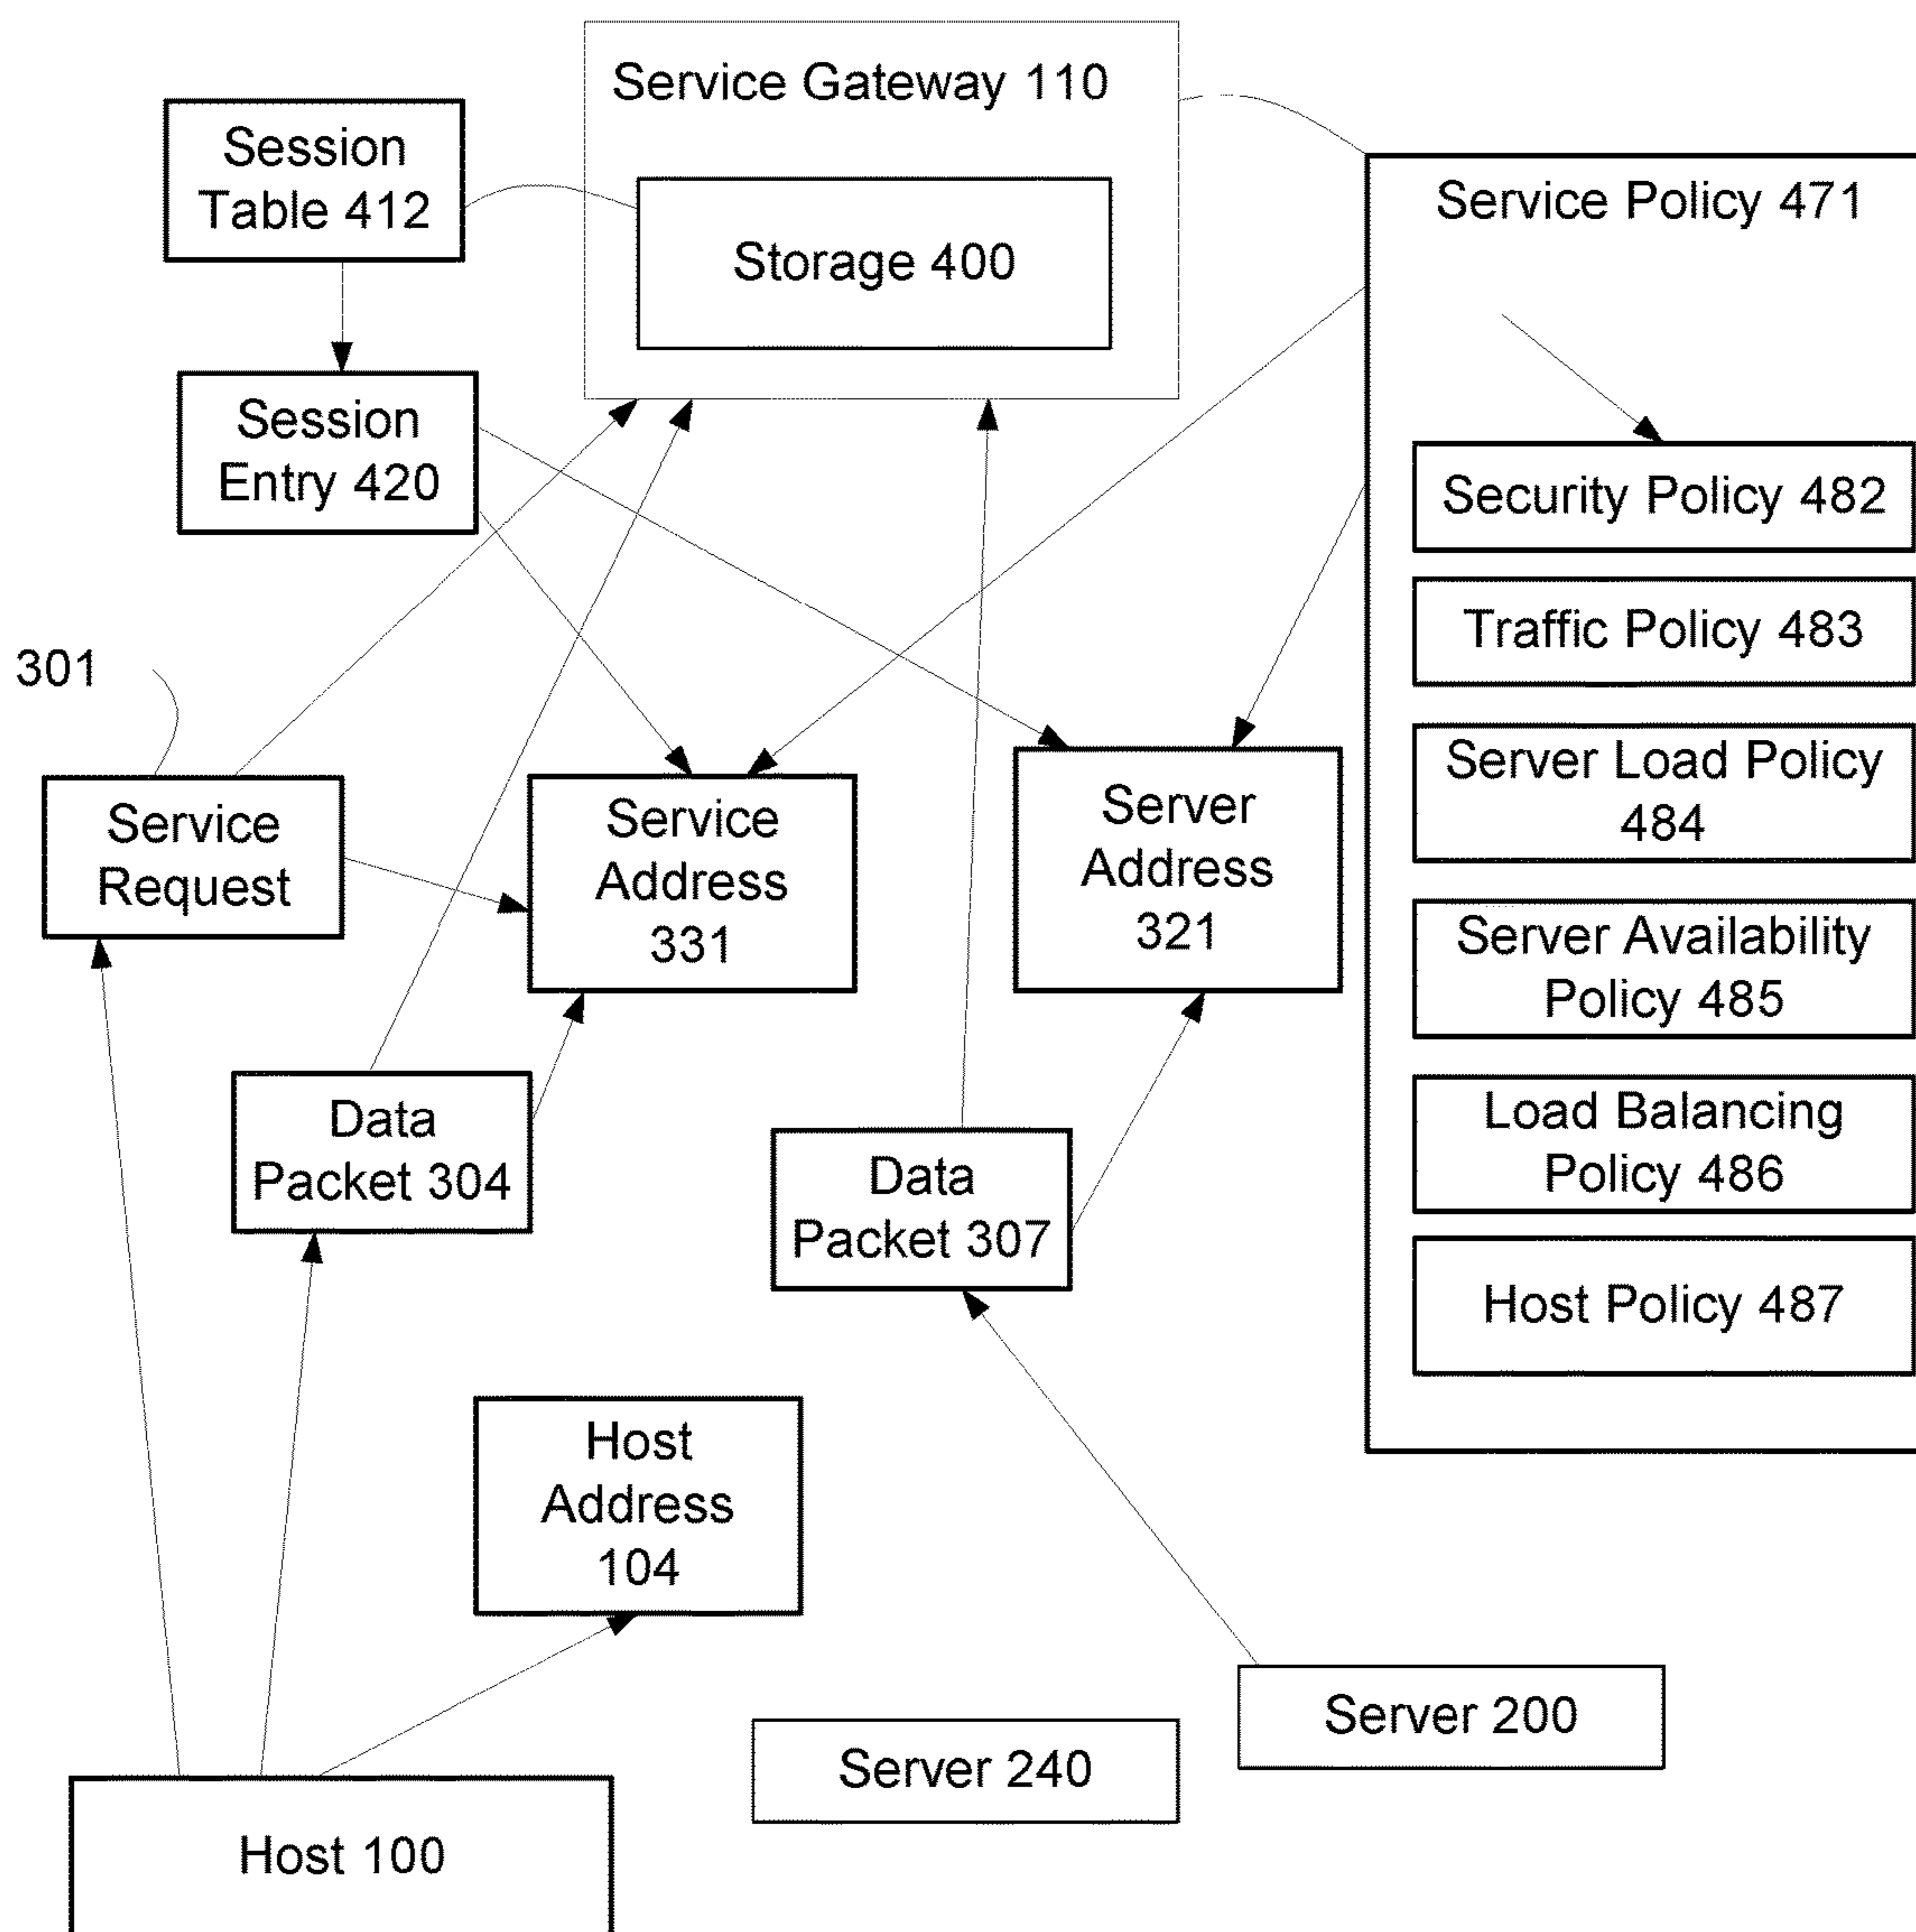 Service Gateway 110
Session
Table 412
Storage 400
Service Policy 471
Session
Entry 420
Security Policy 482
Traffic Policy 483
301
Server Load Policy
484
Service
Request
Service
Address
331
Server
Address
321
Server Availability
Policy 485
Data
Packet 304
Data
Packet 307
Load Balancing
Policy 486
Host Policy 487
Host
Address
104
Server 200
Server 240
Host 100